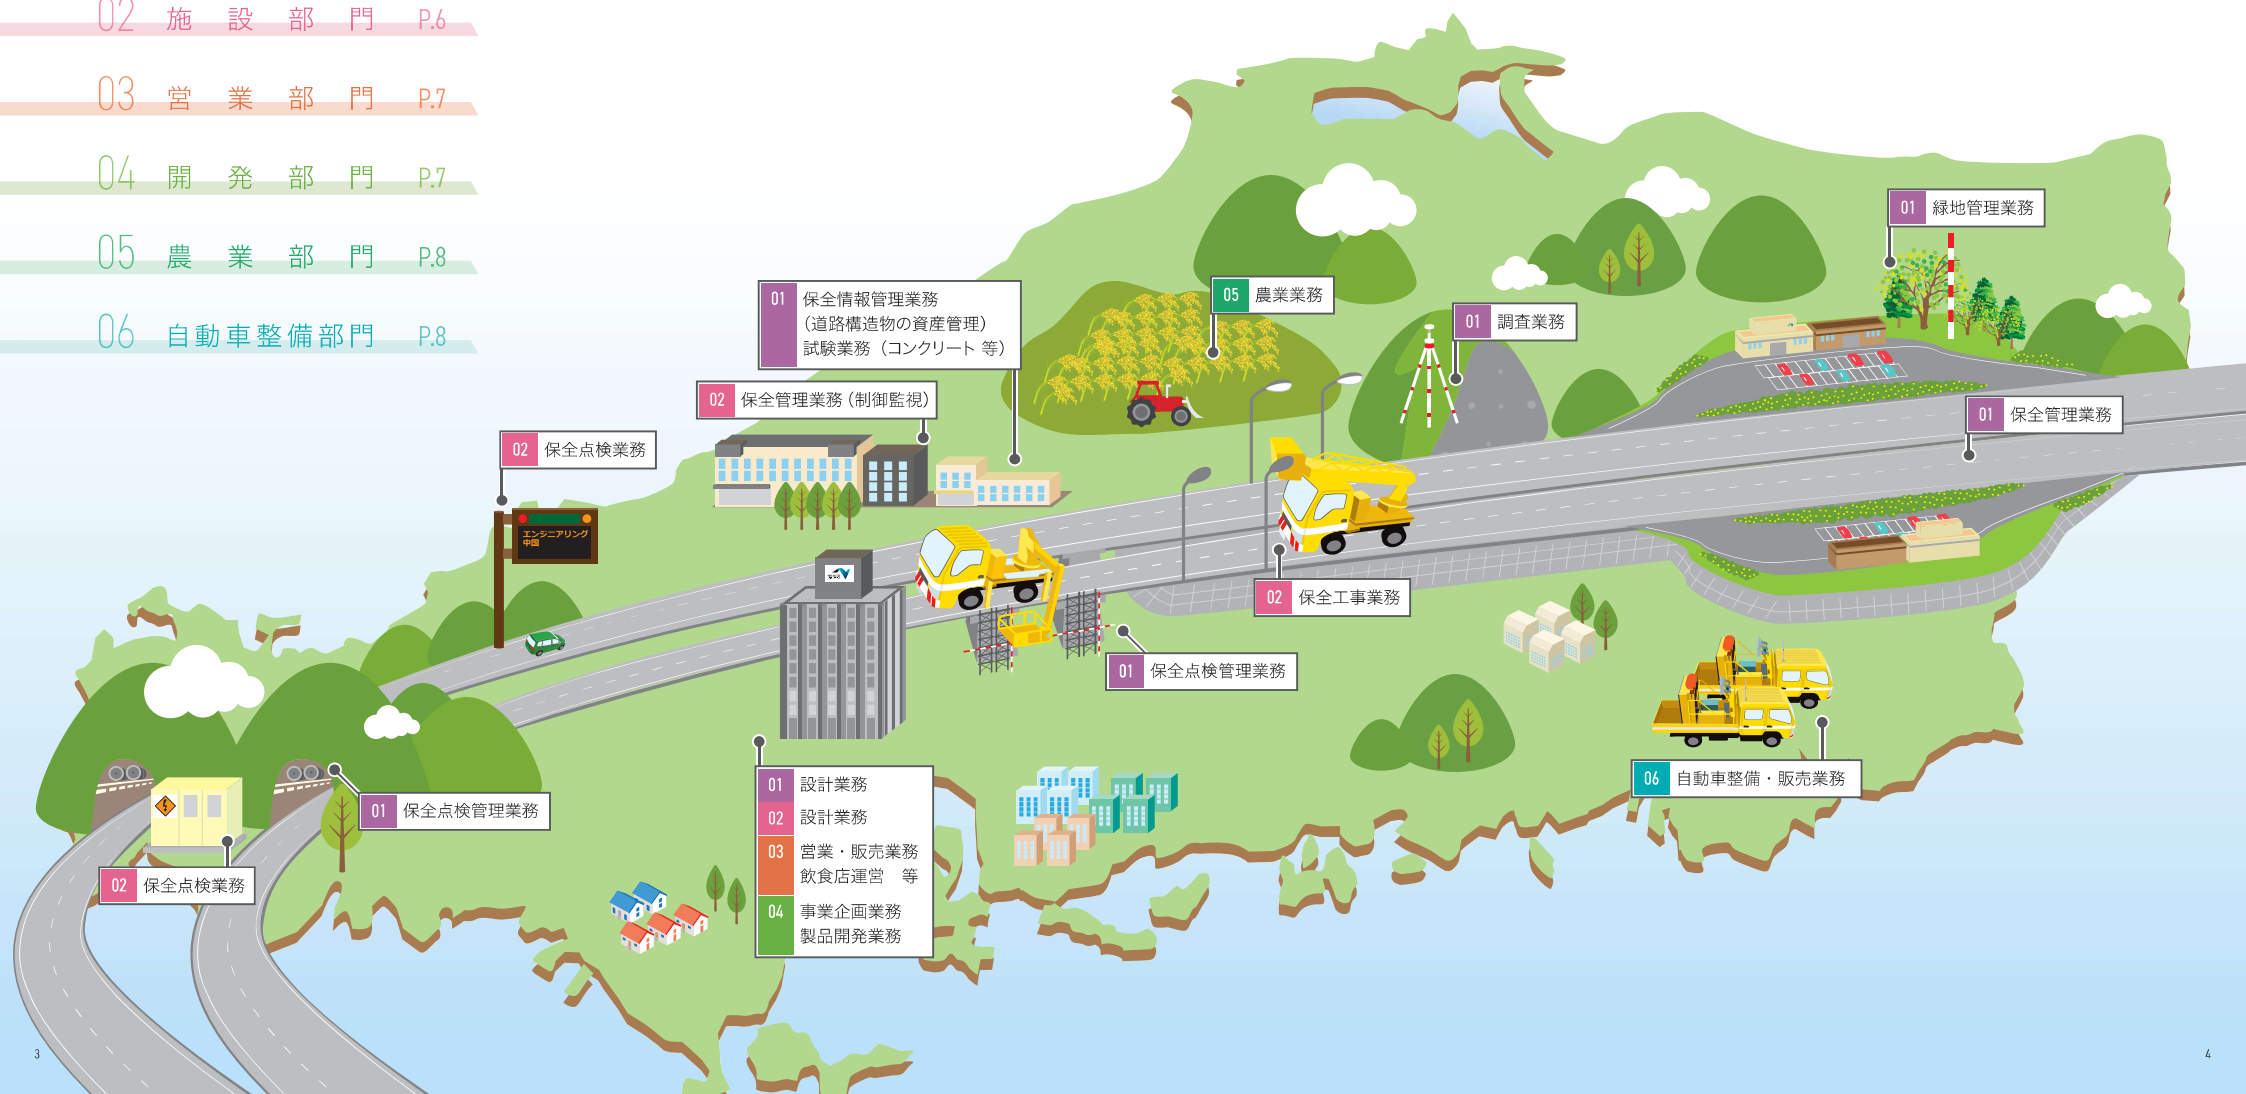 02 施設部門 P.6
03 営業部門 P.7
04 開発部門 P.7
05 農業部門 P.8
06 自動車整備部門 P.8
01 緑地管理業務
01 保全情報管理業務
（道路構造物の資産管理）
試験業務（コンクリート 等）
05 農業業務
01 調査業務
02 保全管理業務（制御監視）
01 保全管理業務
02 保全点検業務
エンジニアリング
中国
02 保全工事業務
01 保全点検管理業務
06 自動車整備・販売業務
01 設計業務
02 設計業務
03 営業・販売業務
飲食店運営 等
04 事業企画業務
製品開発業務
01 保全点検管理業務
02 保全点検業務
3
4